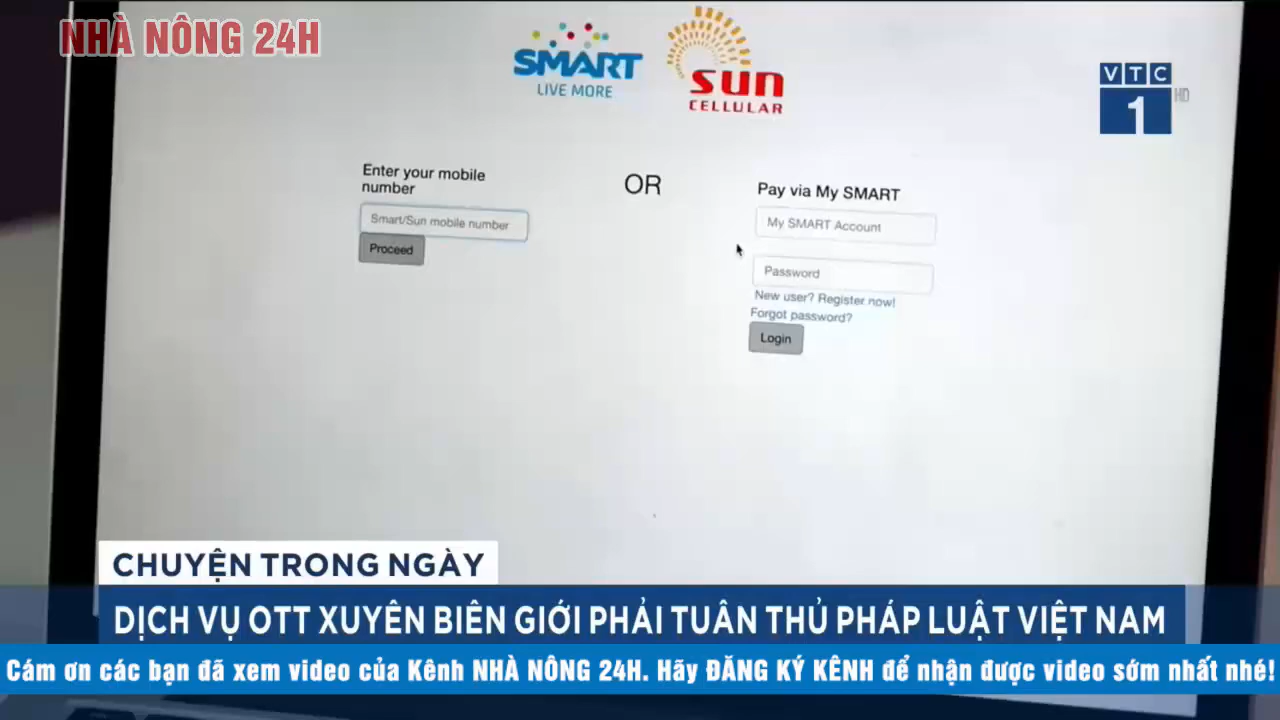 NHÀ NÔNG 24H
SMART
LIVE MORE
sun
CELLULAR
VTC
1
HD
Enter your mobile
number
Smart/Sun mobile number
Proceed
OR
Pay via My SMART
My SMART Account
Password
New user? Register now!
Forgot password?
Login
CHUYỆN TRONG NGÀY
DỊCH VỤ OTT XUYÊN BIÊN GIỚI PHẢI TUÂN THỦ PHÁP LUẬT VIỆT NAM
Cám ơn các bạn đã xem video của Kênh NHÀ NÔNG 24H. Hãy ĐĂNG KÝ KÊNH để nhận được video sớm nhất nhé!